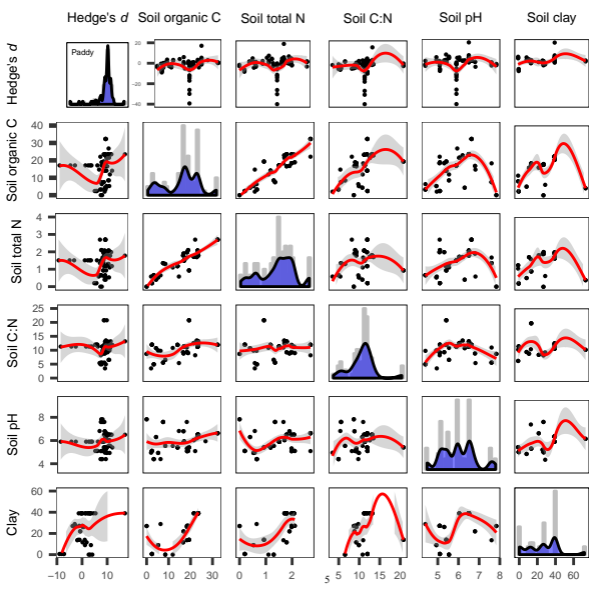 Hedge's d Soil organic C Soil total N Soil C:N Soil pH Soil clay
Hedge's d
Paddy
20
0
−20
−40
Soil organic C
40
30
20
10
0
Soil total N
4
3
2
1
0
Soil C:N
25
20
15
10
5
0
Soil pH
8
6
4
Clay
60
40
20
0
−10 0 10
0 10 20 30
0 2
5 10 15 20
5 6 7 8
0 20 40 60
5